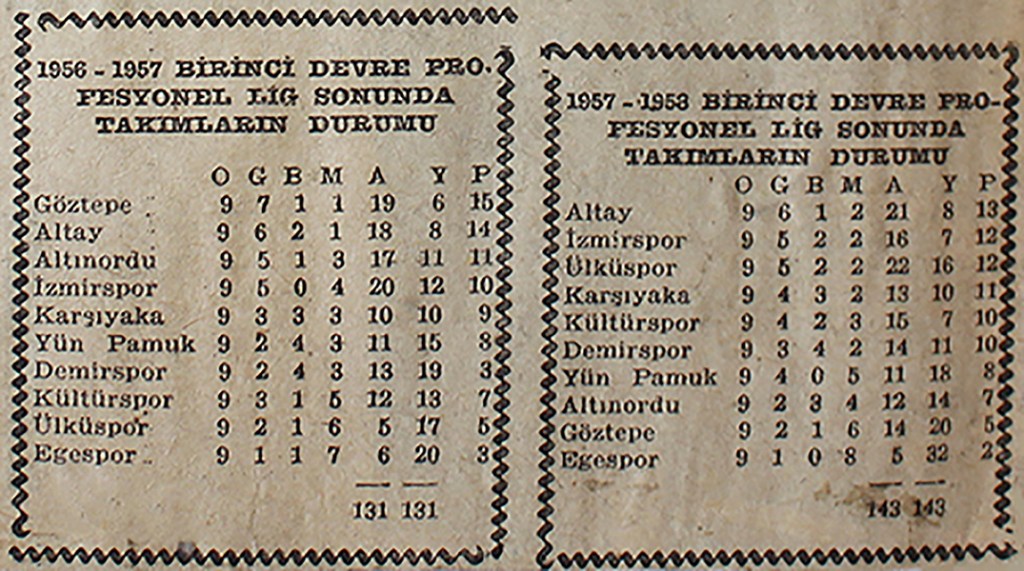 1956 - 1957 BİRİNCİ DEVRE PRO-
FESYONEL LİG SONUNDA
TAKIMLARIN DURUMU
O G B M A Y P
Göztepe 9 7 1 1 19 6 15
Altay 9 6 2 1 18 8 14
Altınordu 9 5 1 3 17 11 11
İzmirspor 9 5 0 4 20 12 10
Karşıyaka 9 3 3 3 10 10 9
Yün Pamuk 9 2 4 3 11 15 8
Demirspor 9 2 4 3 13 19 8
Kültürspor 9 3 1 5 12 13 7
Ülküspor 9 2 1 6 5 17 5
Egespor 9 1 1 7 6 20 3
131 131
1957 - 1958 BİRİNCİ DEVRE PRO-
FESYONEL LİG SONUNDA
TAKIMLARIN DURUMU
O G B M A Y P
Altay 9 6 1 2 21 8 13
İzmirspor 9 5 2 2 16 7 12
Ülküspor 9 5 2 2 22 16 12
Karşıyaka 9 4 3 2 13 10 11
Kültürspor 9 4 2 3 15 7 10
Demirspor 9 3 4 2 14 11 10
Yün Pamuk 9 4 0 5 11 18 8
Altınordu 9 2 3 4 12 14 7
Göztepe 9 2 1 6 14 20 5
Egespor 9 1 0 8 5 32 2
143 143